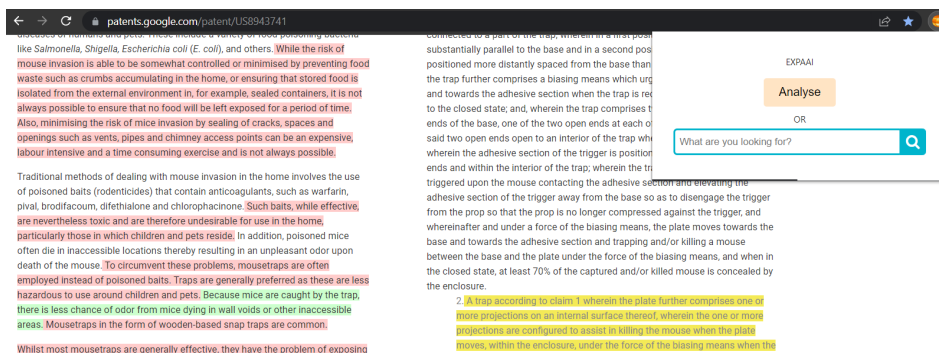 patents.google.com/patent/US8943741
like Salmonella, Shigella, Escherichia coli (E. coli), and others. While the risk of
mouse invasion is able to be somewhat controlled or minimised by preventing food
waste such as crumbs accumulating in the home, or ensuring that stored food is
isolated from the external environment in, for example, sealed containers, it is not
always possible to ensure that no food will be left exposed for a period of time.
Also, minimising the risk of mice invasion by sealing of cracks, spaces and
openings such as vents, pipes and chimney access points can be an expensive,
labour intensive and a time consuming exercise and is not always possible.
Traditional methods of dealing with mouse invasion in the home involves the use
of poisoned baits (rodenticides) that contain anticoagulants, such as warfarin,
pival, brodifacoum, difethialone and chlorophacinone. Such baits, while effective,
are nevertheless toxic and are therefore undesirable for use in the home,
particularly those in which children and pets reside. In addition, poisoned mice
often die in inaccessible locations thereby resulting in an unpleasant odor upon
death of the mouse. To circumvent these problems, mousetraps are often
employed instead of poisoned baits. Traps are generally preferred as these are less
hazardous to use around children and pets. Because mice are caught by the trap,
there is less chance of odor from mice dying in wall voids or other inaccessible
areas. Mousetraps in the form of wooden-based snap traps are common.
Whilst most mousetraps are generally effective, they have the problem of exposing
connected to a part of the trap, wherein in a first
substantially parallel to the base and in a second pos
positioned more distantly spaced from the base than
the trap further comprises a biasing means which urg
and towards the adhesive section when the trap is re
to the closed state; and, wherein the trap comprises
ends of the base, one of the two open ends at each o
said two open ends open to an interior of the trap whe
wherein the adhesive section of the trigger is position
ends and within the interior of the trap; wherein the tr
triggered upon the mouse contacting the adhesive section and elevating the
adhesive section of the trigger away from the base so as to disengage the trigger
from the prop so that the prop is no longer compressed against the trigger, and
whereinafter and under a force of the biasing means, the plate moves towards the
base and towards the adhesive section and trapping and/or killing a mouse
between the base and the plate under the force of the biasing means, and when in
the closed state, at least 70% of the captured and/or killed mouse is concealed by
the enclosure.
2. A trap according to claim 1 wherein the plate further comprises one or
more projections on an internal surface thereof, wherein the one or more
projections are configured to assist in killing the mouse when the plate
moves, within the enclosure, under the force of the biasing means when the
EXPAAI
Analyse
OR
What are you looking for?